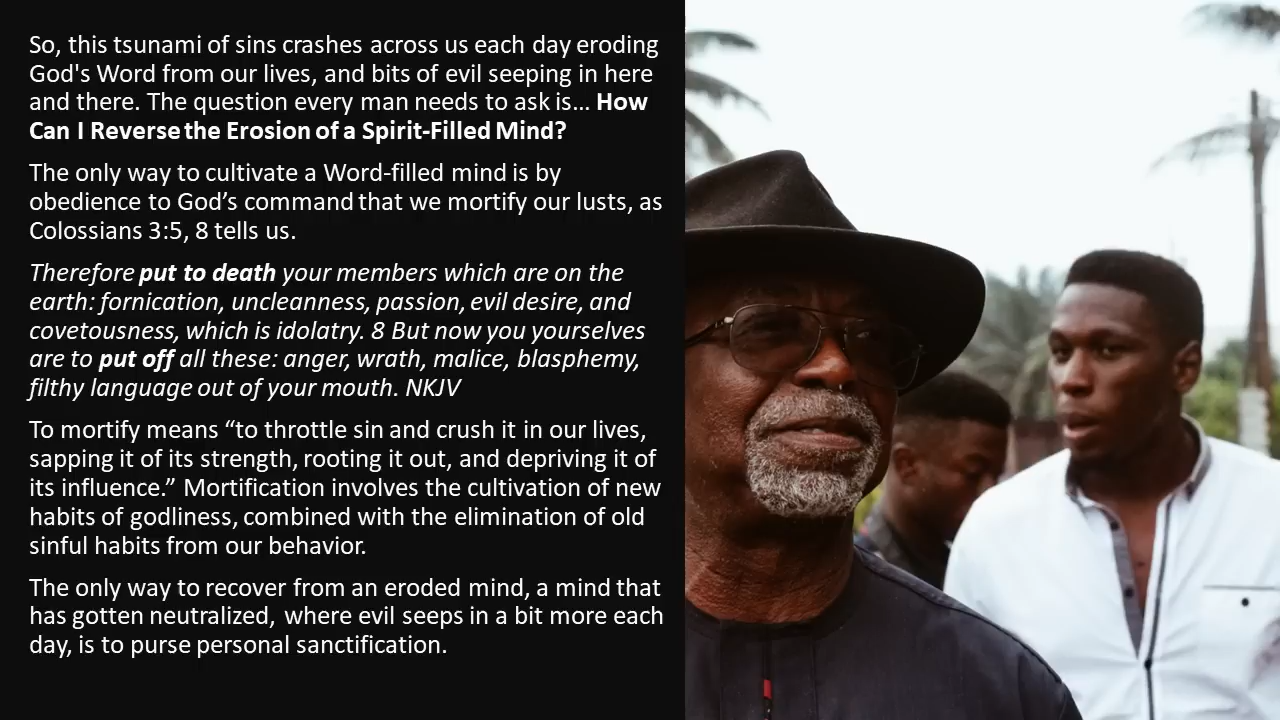 So, this tsunami of sins crashes across us each day eroding
God's Word from our lives, and bits of evil seeping in here
and there. The question every man needs to ask is... How
Can I Reverse the Erosion of a Spirit-Filled Mind?
The only way to cultivate a Word-filled mind is by
obedience to God’s command that we mortify our lusts, as
Colossians 3:5, 8 tells us.
Therefore put to death your members which are on the
earth: fornication, uncleanness, passion, evil desire, and
covetousness, which is idolatry. 8 But now you yourselves
are to put off all these: anger, wrath, malice, blasphemy,
filthy language out of your mouth. NKJV
To mortify means “to throttle sin and crush it in our lives,
sapping it of its strength, rooting it out, and depriving it of
its influence.” Mortification involves the cultivation of new
habits of godliness, combined with the elimination of old
sinful habits from our behavior.
The only way to recover from an eroded mind, a mind that
has gotten neutralized, where evil seeps in a bit more each
day, is to purse personal sanctification.